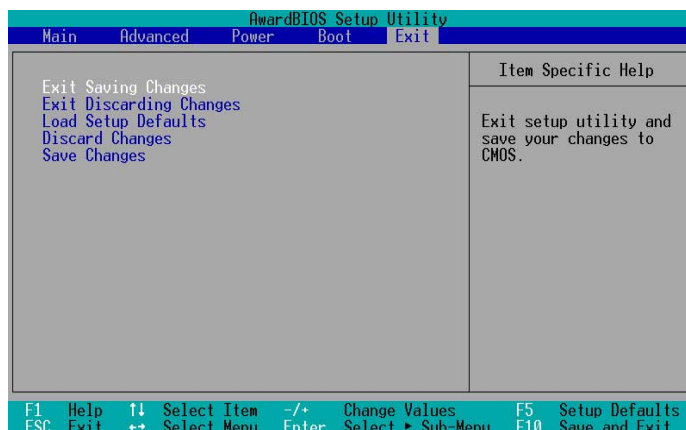 AwardBIOS Setup Utility
Main Advanced Power Boot Exit
Item Specific Help
Exit Saving Changes
Exit Discarding Changes
Load Setup Defaults
Discard Changes
Save Changes
Exit setup utility and
save your changes to
CMOS.
F1 Help ↑↓ Select Item -/+ Change Values F5 Setup Defaults
ESC Exit ←→ Select Menu Enter Select ► Sub-Menu F10 Save and Exit